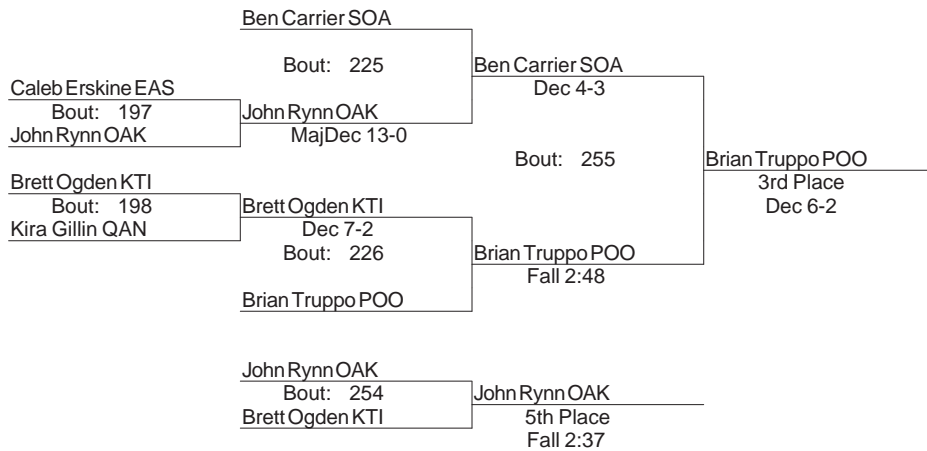 Ben Carrier SOA
Bout: 225
Ben Carrier SOA
Dec 4-3
Caleb Erskine EAS
Bout: 197
John Rynn OAK
John Rynn OAK
MajDec 13-0
Bout: 255
Brian Truppo POO
3rd Place
Dec 6-2
Brett Ogden KTI
Bout: 198
Kira Gillin QAN
Brett Ogden KTI
Dec 7-2
Bout: 226
Brian Truppo POO
Fall 2:48
Brian Truppo POO
John Rynn OAK
Bout: 254
Brett Ogden KTI
John Rynn OAK
5th Place
Fall 2:37